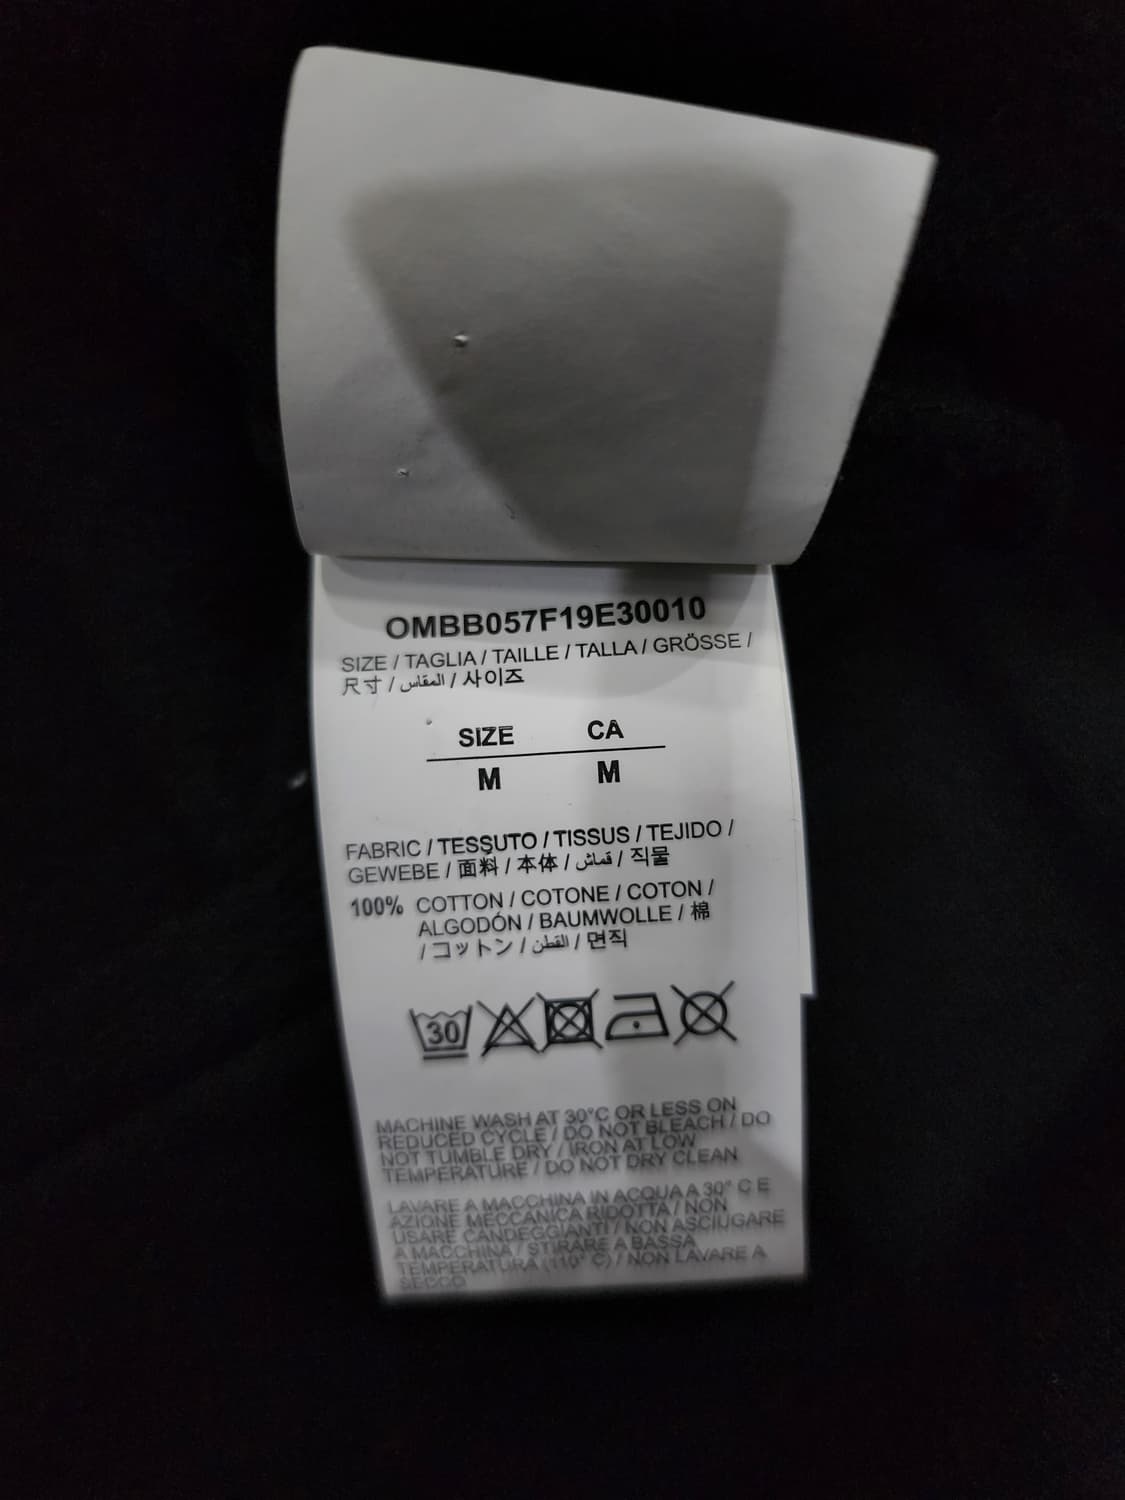 OMBB057F19E30010
SIZE / TAGLIA / TAILLE / TALLA / GRÖSSE /
尺寸 / المقاس / 사이즈
SIZE CA
M M
FABRIC / TESSUTO / TISSUS / TEJIDO /
GEWEBE / 面料 / 本体 / قماش / 직물
100% COTTON / COTONE / COTON /
ALGODÓN / BAUMWOLLE / 棉
/ コットン / القطن / 면직
30
MACHINE WASH AT 30°C OR LESS ON
REDUCED CYCLE / DO NOT BLEACH / DO
NOT TUMBLE DRY / IRON AT LOW
TEMPERATURE / DO NOT DRY CLEAN
LAVARE A MACCHINA IN ACQUA A 30° C E
AZIONE MECCANICA RIDOTTA / NON
USARE CANDEGGIANTI / NON ASCIUGARE
A MACCHINA / STIRARE A BASSA
TEMPERATURA (110° C) / NON LAVARE A
SECCO